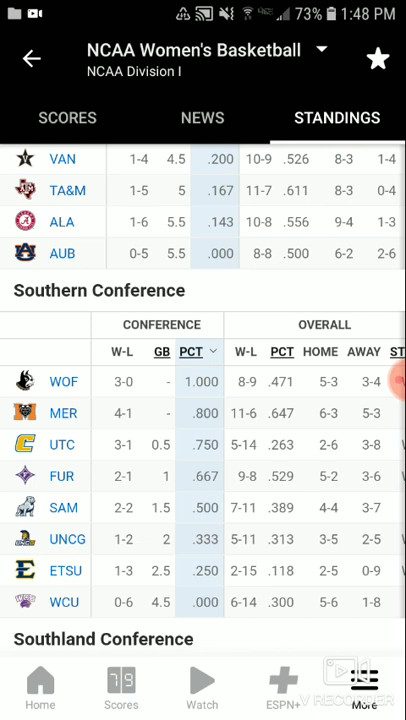 73% 1:48 PM
NCAA Women's Basketball
NCAA Division I
SCORES NEWS STANDINGS
VAN 1-4 4.5 .200 10-9 .526 8-3 1-4
TA&M 1-5 5 .167 11-7 .611 8-3 0-4
ALA 1-6 5.5 .143 10-8 .556 9-4 1-3
AUB 0-5 5.5 .000 8-8 .500 6-2 2-6
Southern Conference
CONFERENCE OVERALL
W-L GB PCT W-L PCT HOME AWAY ST
WOF 3-0 - 1.000 8-9 .471 5-3 3-4
MER 4-1 - .800 11-6 .647 6-3 5-3
UTC 3-1 0.5 .750 5-14 .263 2-6 3-8
FUR 2-1 1 .667 9-8 .529 5-2 3-6
SAM 2-2 1.5 .500 7-11 .389 4-4 3-7
UNCG 1-2 2 .333 5-11 .313 3-5 2-5
ETSU 1-3 2.5 .250 2-15 .118 2-5 0-9
WCU 0-6 4.5 .000 6-14 .300 5-6 1-8
Southland Conference
Home Scores Watch ESPN+ More
V RECORDER